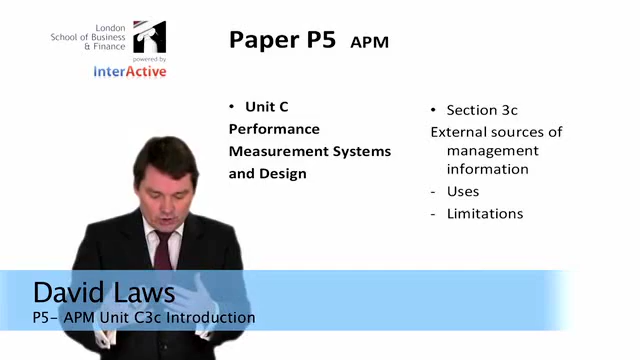 London
School of Business
& Finance
powered by
InterActive
Paper P5 APM
• Unit C
Performance
Measurement Systems
and Design
• Section 3c
External sources of
management
information
- Uses
- Limitations
David Laws
P5- APM Unit C3c Introduction